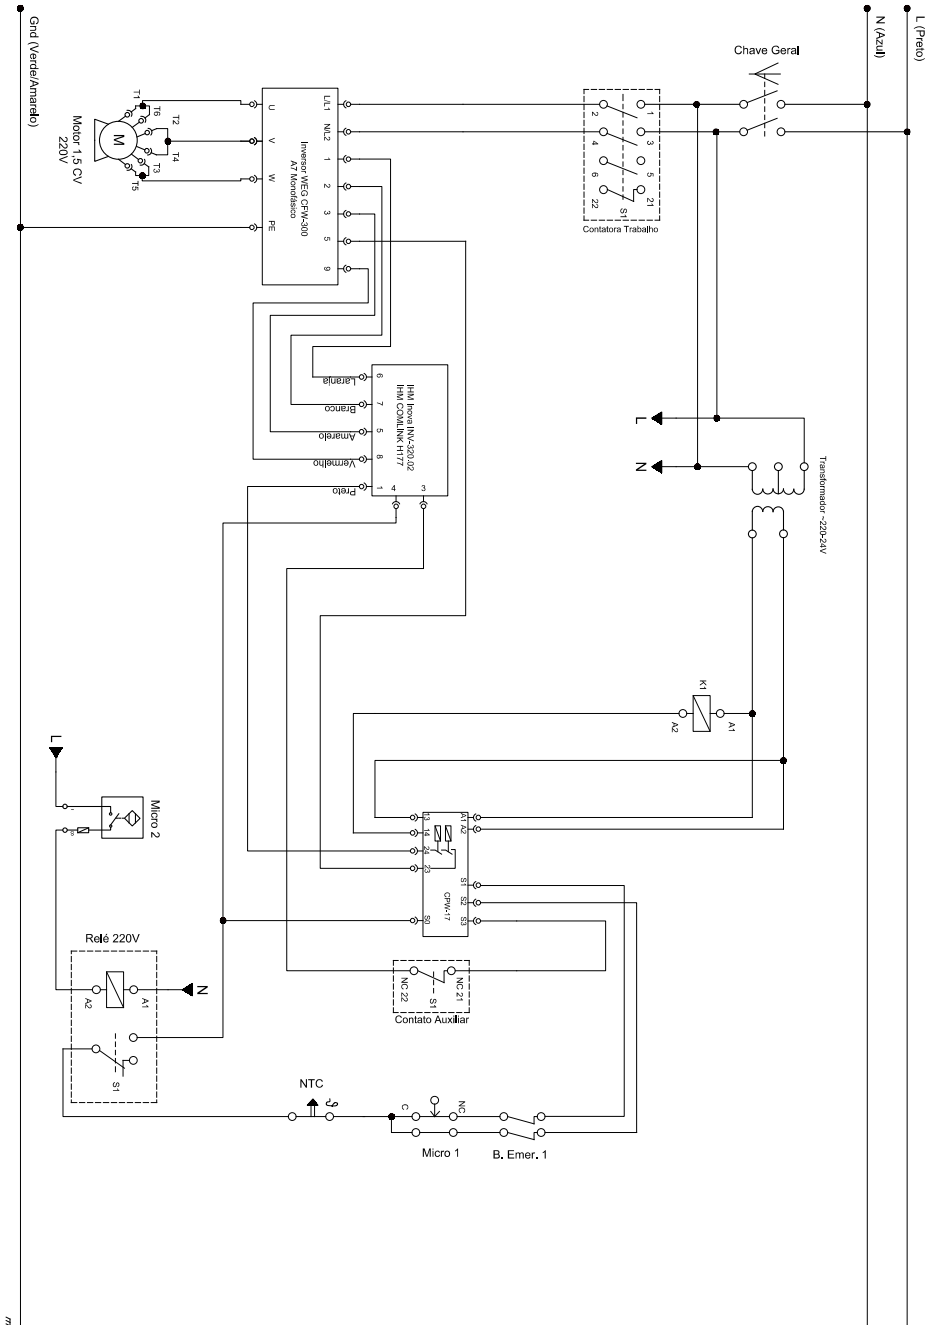 Gnd (Verde/Amarelo)
N (Azul)
L (Preto)
Chave Geral
T1
T6
T2
T4
T3
T5
M
Motor 1,5 CV
220V
U
V
W
PE
Inversor WEG CFW-300
A7 Monofásico
L/L1
N/L2
1
2
3
5
9
1
2
3
4
5
6
21
22
S1
Contatora Trabalho
Laranja
Branco
Amarelo
Vermelho
Preto
6
7
5
8
1
4
3
IHM Inova INV-320.02
IHM COMLINK H177
L
N
Transformador ~220-24V
K1
A1
A2
L
Micro 2
13
14
24
23
S0
A1
A2
S1
S2
S3
CPW-17
Relé 220V
N
A2
A1
S1
NC 22
NC 21
S1
Contato Auxiliar
NTC
C
NC
Micro 1
B. Emer. 1